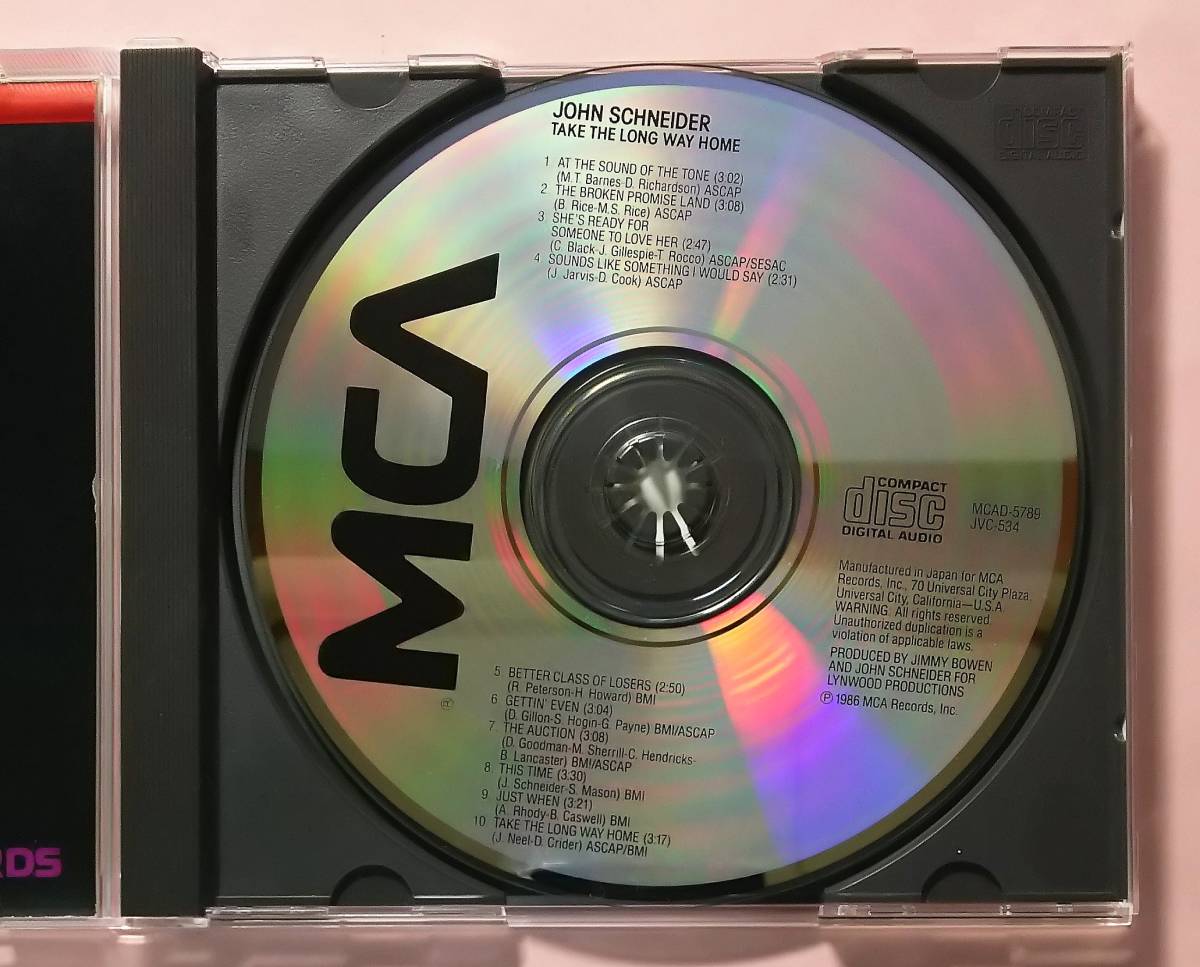 JOHN SCHNEIDER
TAKE THE LONG WAY HOME
1 AT THE SOUND OF THE TONE (3:02)
(M.T. Barnes-D. Richardson) ASCAP
2 THE BROKEN PROMISE LAND (3:08)
(B. Rice-M.S. Rice) ASCAP
3 SHE'S READY FOR
SOMEONE TO LOVE HER (2:47)
(C. Black-J. Gillespie-T. Rocco) ASCAP/SESAC
4 SOUNDS LIKE SOMETHING I WOULD SAY (2:31)
(J. Jarvis-D. Cook) ASCAP
MCA
COMPACT
disc
DIGITAL AUDIO
MCAD-5789
JVC-534
Manufactured in Japan for MCA
Records, Inc., 70 Universal City Plaza,
Universal City, California—U.S.A.
WARNING. All rights reserved.
Unauthorized duplication is a
violation of applicable laws.
PRODUCED BY JIMMY BOWEN
AND JOHN SCHNEIDER FOR
LYNWOOD PRODUCTIONS
℗ 1986 MCA Records, Inc.
5 BETTER CLASS OF LOSERS (2:50)
(R. Peterson-H. Howard) BMI
6 GETTIN' EVEN (3:04)
(D. Gillon-S. Hogin-G. Payne) BMI/ASCAP
7 THE AUCTION (3:08)
(D. Goodman-M. Sherrill-C. Hendricks-
B. Lancaster) BMI/ASCAP
8 THIS TIME (3:30)
(J. Schneider-S. Mason) BMI
9 JUST WHEN (3:21)
(A. Rhody-B. Caswell) BMI
10 TAKE THE LONG WAY HOME (3:17)
(J. Neel-D. Crider) ASCAP/BMI
COMPACT
disc
DIGITAL AUDIO
RDS